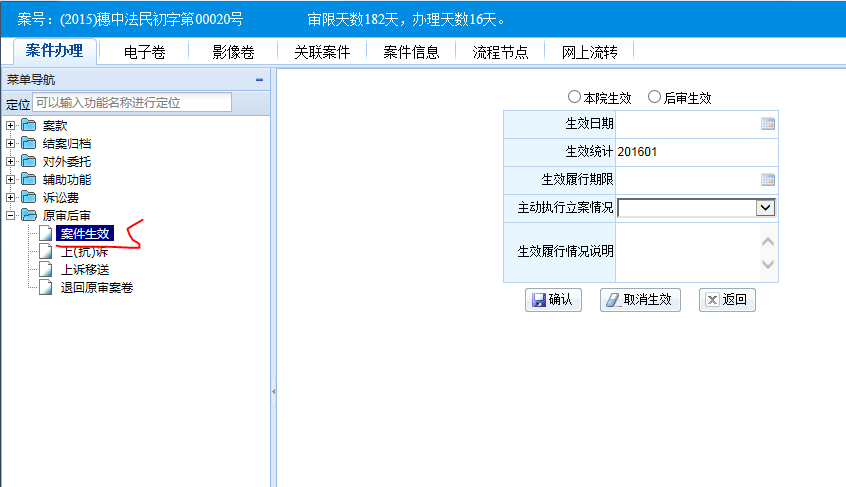 案号：(2015)穗中法民初字第00020号 审限天数182天，办理天数16天。
案件办理 电子卷 影像卷 关联案件 案件信息 流程节点 网上流转
菜单导航
定位 可以输入功能名称进行定位
案款
结案归档
对外委托
辅助功能
诉讼费
原审后审
案件生效
上(抗)诉
上诉移送
退回原审案卷
本院生效 后审生效
生效日期
生效统计 201601
生效履行期限
主动执行立案情况
生效履行情况说明
确认 取消生效 返回